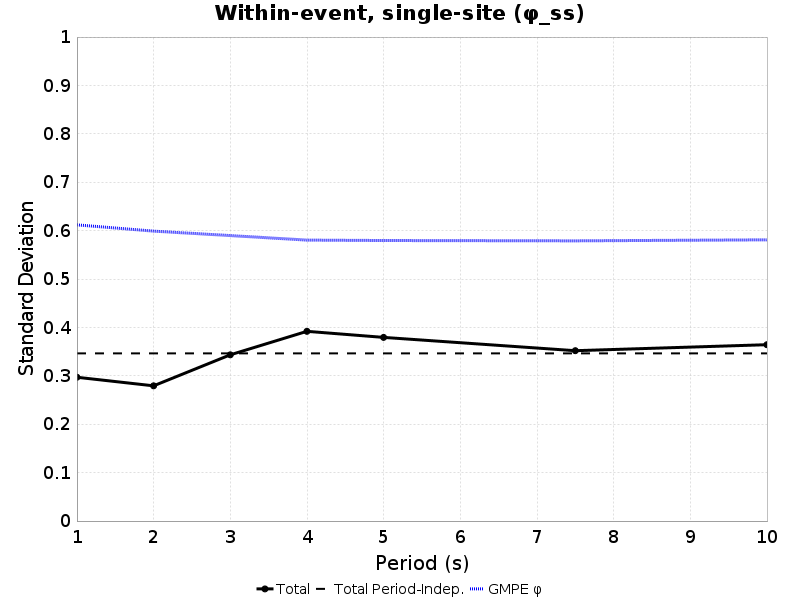 Within-event, single-site (φ_ss)
1
0.9
0.8
0.7
0.6
0.5
0.4
0.3
0.2
0.1
0
Standard Deviation
1 2 3 4 5 6 7 8 9 10
Period (s)
Total Total Period-Indep. GMPE φ